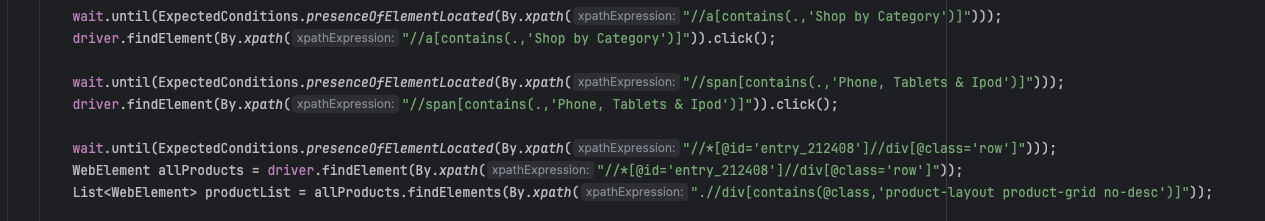 wait.until(ExpectedConditions.presenceOfElementLocated(By.xpath( xpathExpression: "//a[contains(.,'Shop by Category')]")));
driver.findElement(By.xpath( xpathExpression: "//a[contains(.,'Shop by Category')]")).click();
wait.until(ExpectedConditions.presenceOfElementLocated(By.xpath( xpathExpression: "//span[contains(.,'Phone, Tablets & Ipod')]")));
driver.findElement(By.xpath( xpathExpression: "//span[contains(.,'Phone, Tablets & Ipod')]")).click();
wait.until(ExpectedConditions.presenceOfElementLocated(By.xpath( xpathExpression: "//*[@id='entry_212408']//div[@class='row']")));
WebElement allProducts = driver.findElement(By.xpath( xpathExpression: "//*[@id='entry_212408']//div[@class='row']"));
List<WebElement> productList = allProducts.findElements(By.xpath( xpathExpression: ".//div[contains(@class,'product-layout product-grid no-desc')]"));